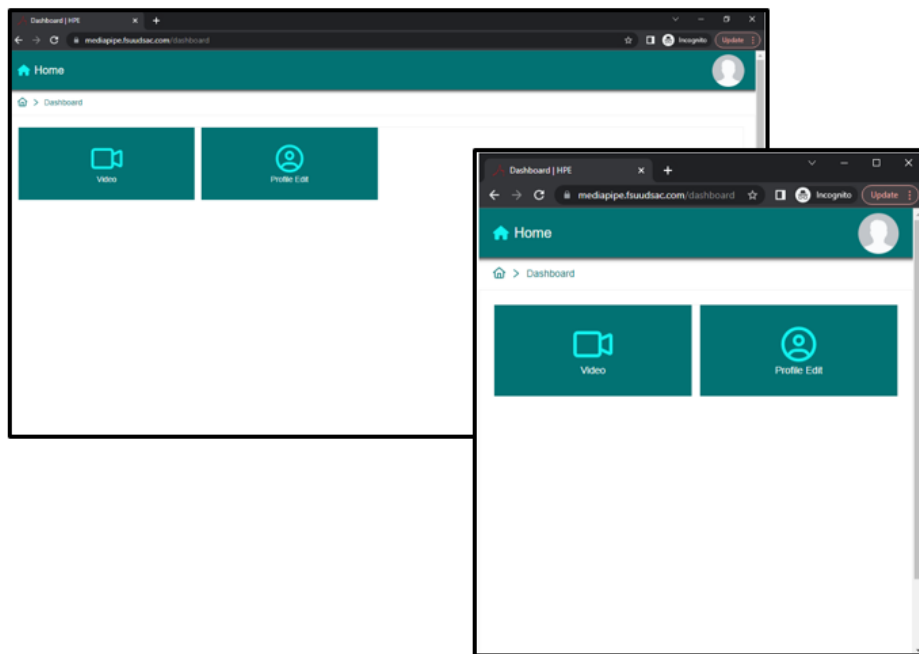 Dashboard | HPE
mediapipe.fsuudsac.com/dashboard Incognito Update
Home
Dashboard
Video Profile Edit
Dashboard | HPE
mediapipe.fsuudsac.com/dashboard Incognito Update
Home
Dashboard
Video Profile Edit